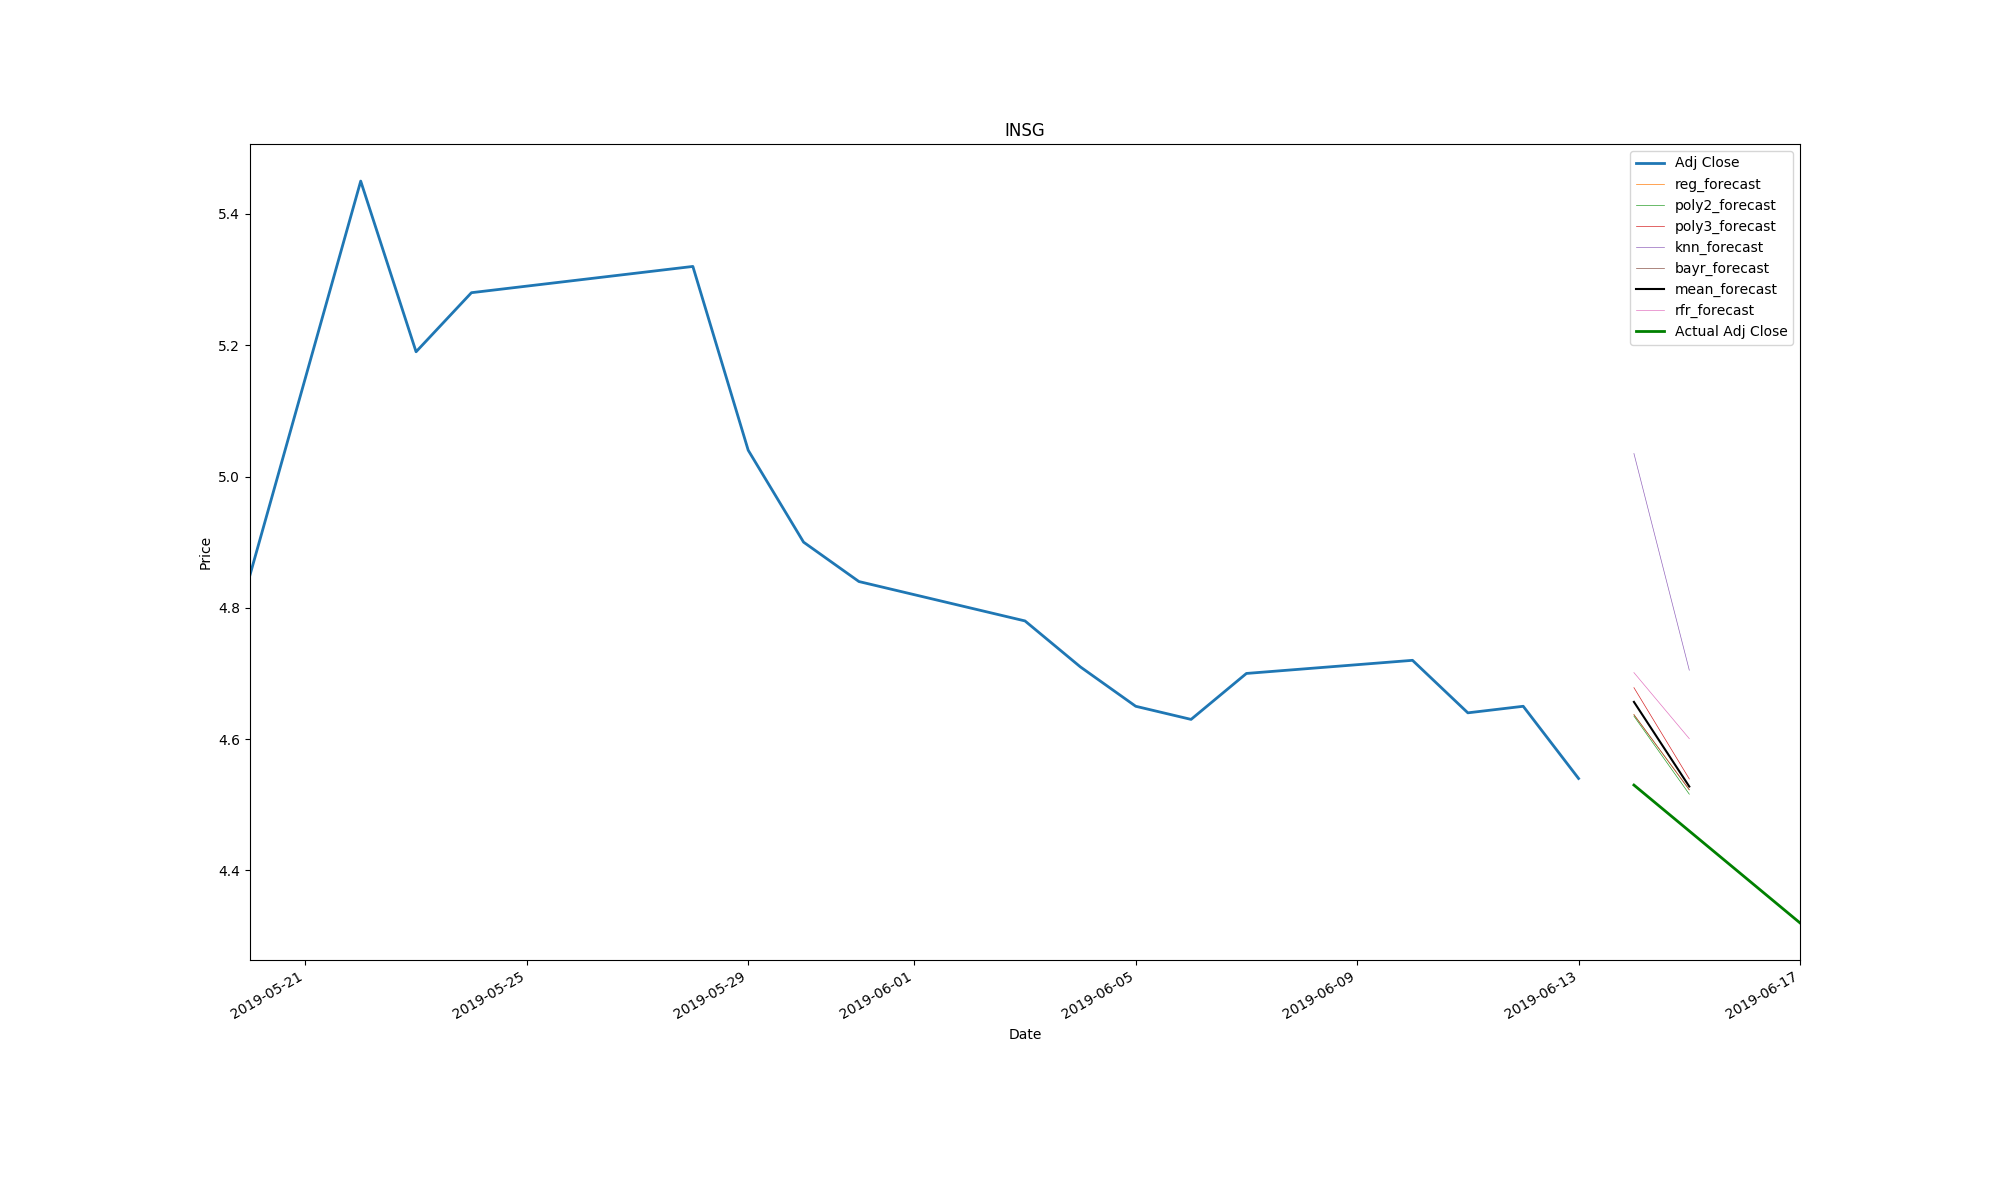 INSG
Adj Close
reg_forecast
poly2_forecast
poly3_forecast
knn_forecast
bayr_forecast
mean_forecast
rfr_forecast
Actual Adj Close
5.4
5.2
5.0
4.8
4.6
4.4
Price
2019-05-21
2019-05-25
2019-05-29
2019-06-01
2019-06-05
2019-06-09
2019-06-13
2019-06-17
Date